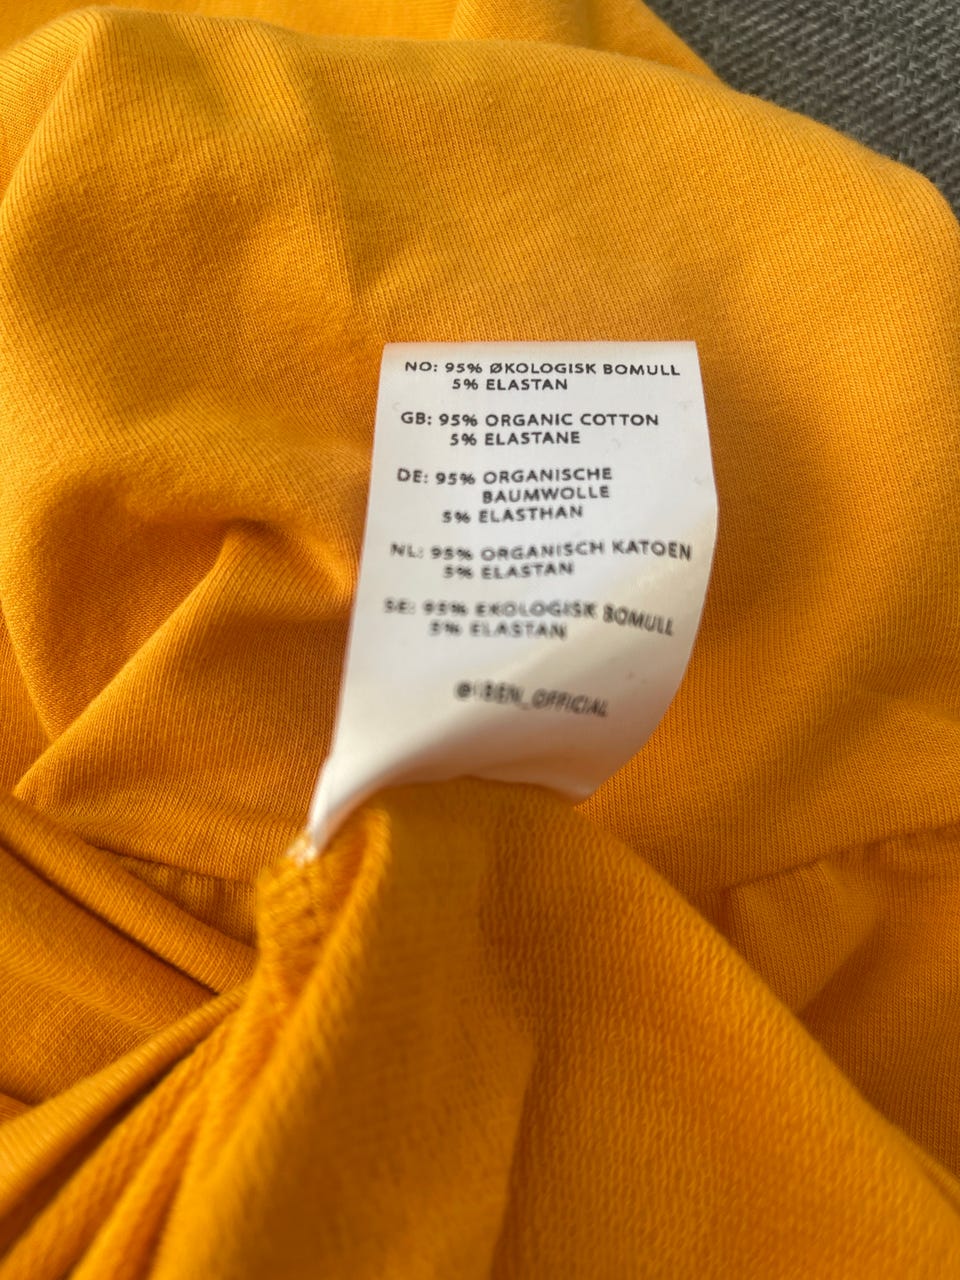 NO: 95% ØKOLOGISK BOMULL
5% ELASTAN
GB: 95% ORGANIC COTTON
5% ELASTANE
DE: 95% ORGANISCHE
BAUMWOLLE
5% ELASTHAN
NL: 95% ORGANISCH KATOEN
5% ELASTAN
SE: 95% EKOLOGISK BOMULL
5% ELASTAN
@IBEN_OFFICIAL